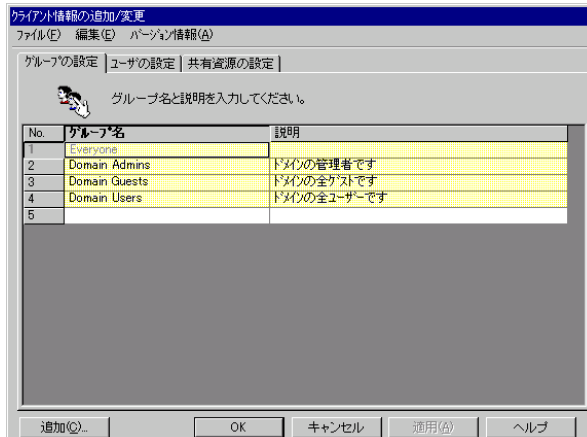 クライアント情報の追加/変更
ファイル(F) 編集(E) バージョン情報(A)
グループの設定 ユーザの設定 共有資源の設定
グループ名と説明を入力してください。
No. グループ名 説明
1 Everyone
2 Domain Admins ドメインの管理者です
3 Domain Guests ドメインの全ゲストです
4 Domain Users ドメインの全ユーザーです
5
追加(C)... OK キャンセル 適用(A) ヘルプ